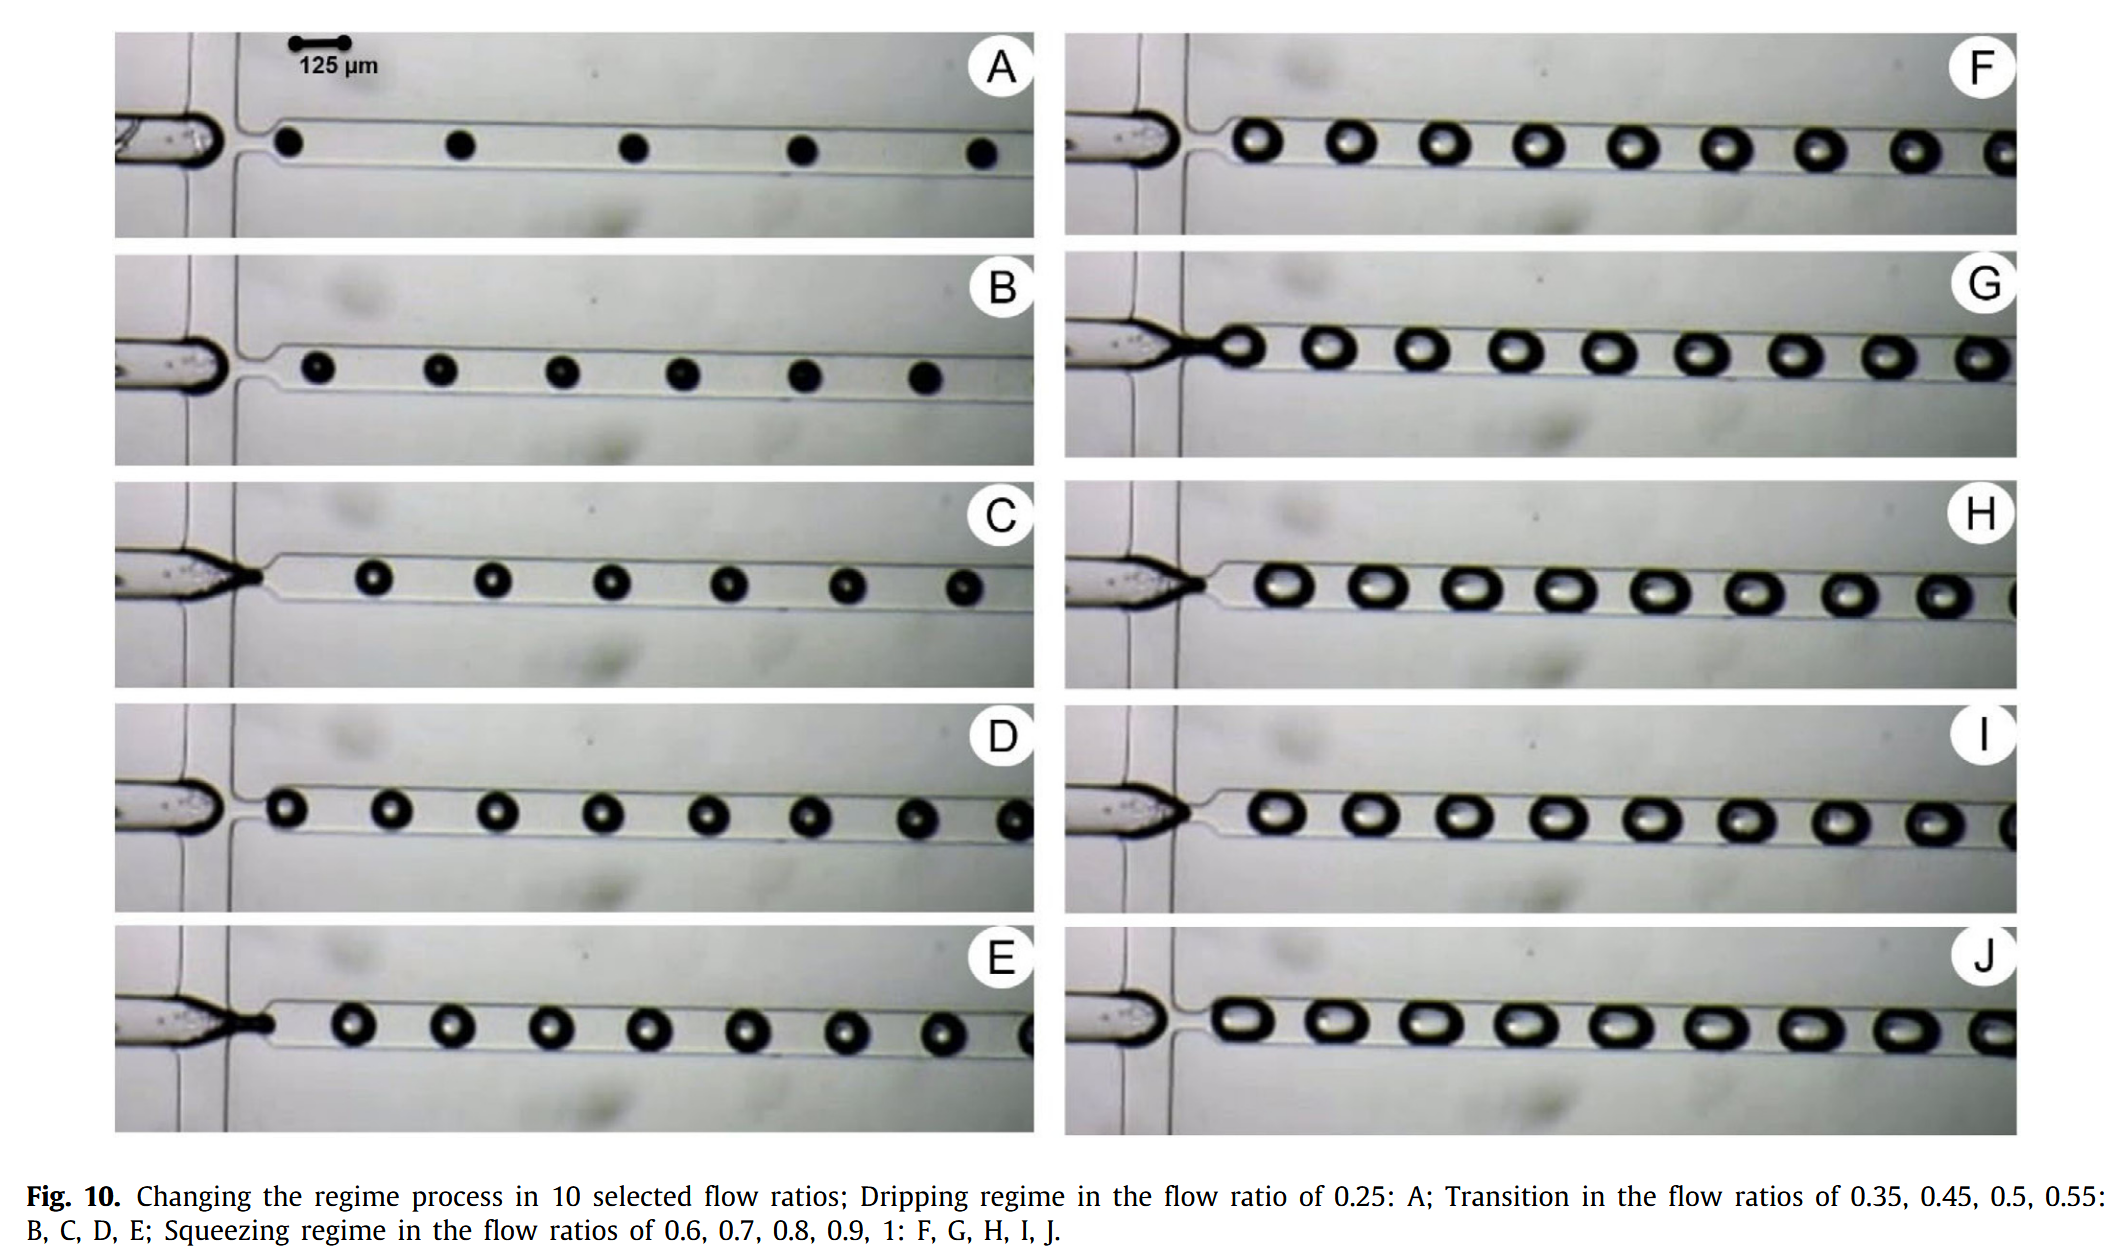 125 µm
A
B
C
D
E
F
G
H
I
J
Fig. 10. Changing the regime process in 10 selected flow ratios; Dripping regime in the flow ratio of 0.25: A; Transition in the flow ratios of 0.35, 0.45, 0.5, 0.55:
B, C, D, E; Squeezing regime in the flow ratios of 0.6, 0.7, 0.8, 0.9, 1: F, G, H, I, J.